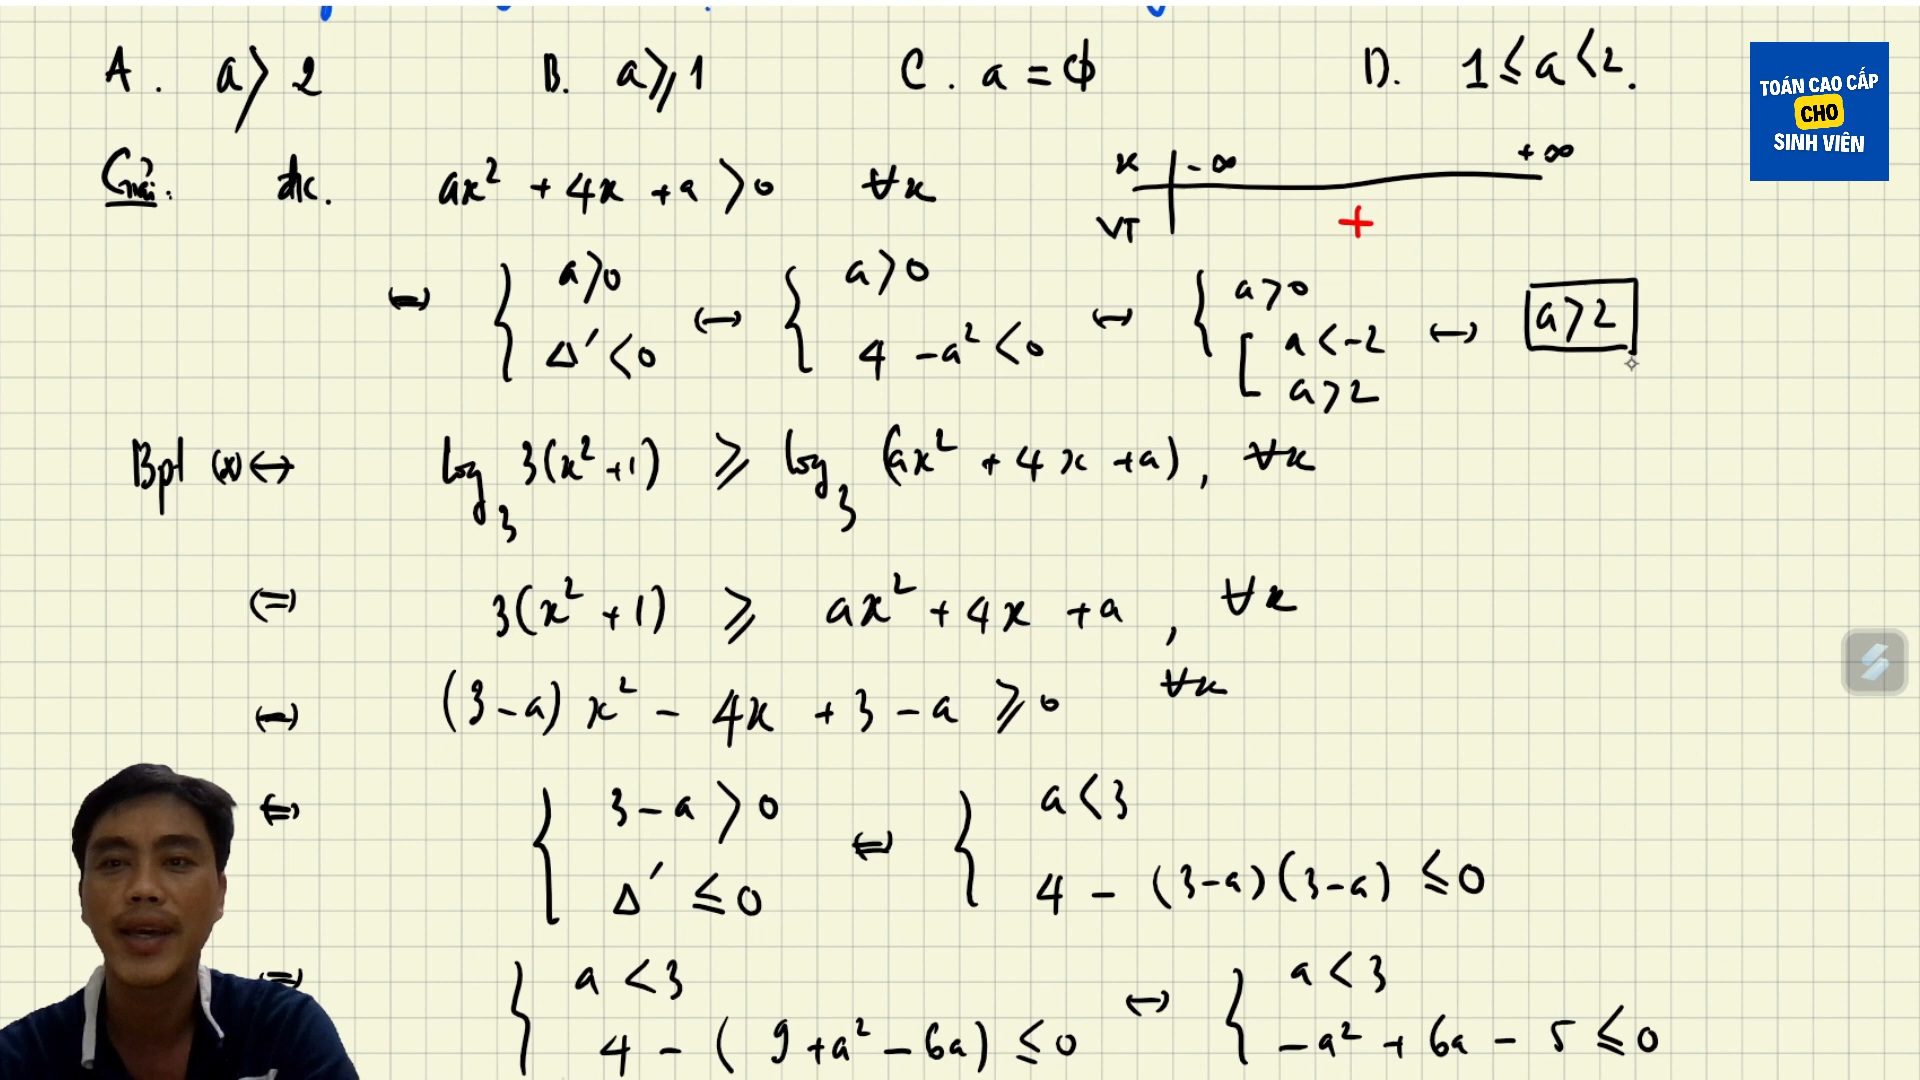 A. a > 2 B. a ⩾ 1 C. a = ϕ D. 1 ≤ a < 2.
TOÁN CAO CẤP
CHO
SINH VIÊN
Giải: đk. ax² + 4x + a > 0 ∀x
x -∞ +∞
VT +
↔ { a > 0 ; Δ' < 0 ↔ { a > 0 ; 4 - a² < 0 ↔ { a > 0 ; [ a < -2 ; a > 2 ↔ a > 2
Bpt (x) ↔ log₃ 3(x² + 1) ⩾ log₃ (ax² + 4x + a), ∀x
⇔ 3(x² + 1) ⩾ ax² + 4x + a, ∀x
↔ (3 - a) x² - 4x + 3 - a ⩾ 0 ∀x
⇔ { 3 - a > 0 ; Δ' ≤ 0 ⇔ { a < 3 ; 4 - (3-a)(3-a) ≤ 0
⇔ { a < 3 ; 4 - (9 + a² - 6a) ≤ 0 ↔ { a < 3 ; -a² + 6a - 5 ≤ 0